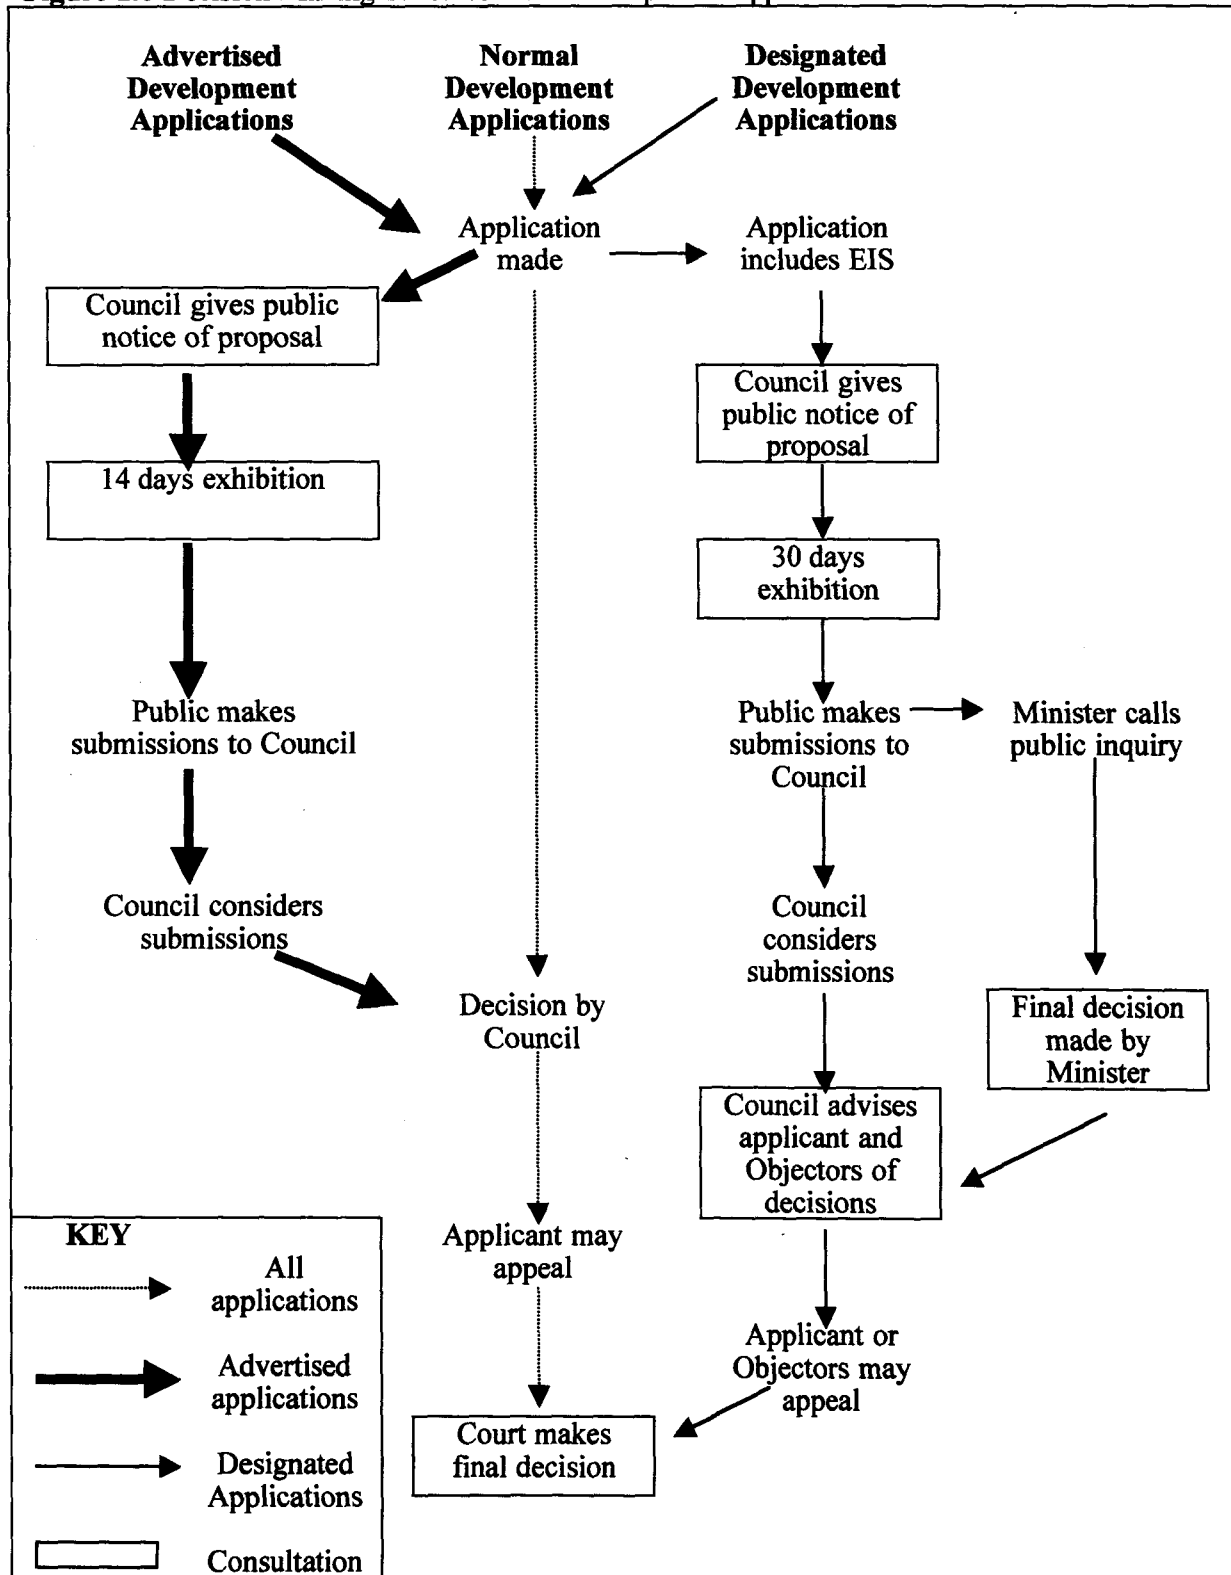 Advertised
Development
Applications
Normal
Development
Applications
Designated
Development
Applications
Application
made
Application
includes EIS
Council gives public
notice of proposal
Council gives
public notice of
proposal
14 days exhibition
30 days
exhibition
Public makes
submissions to Council
Public makes
submissions to
Council
Minister calls
public inquiry
Council considers
submissions
Council
considers
submissions
Decision by
Council
Final decision
made by
Minister
Council advises
applicant and
Objectors of
decisions
Applicant may
appeal
Applicant or
Objectors may
appeal
Court makes
final decision
KEY
All
applications
Advertised
applications
Designated
Applications
Consultation